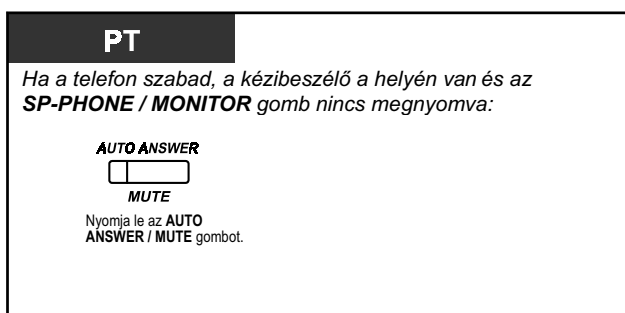 PT
Ha a telefon szabad, a kézibeszélő a helyén van és az
SP-PHONE / MONITOR gomb nincs megnyomva:
AUTO ANSWER
MUTE
Nyomja le az AUTO
ANSWER / MUTE gombot.